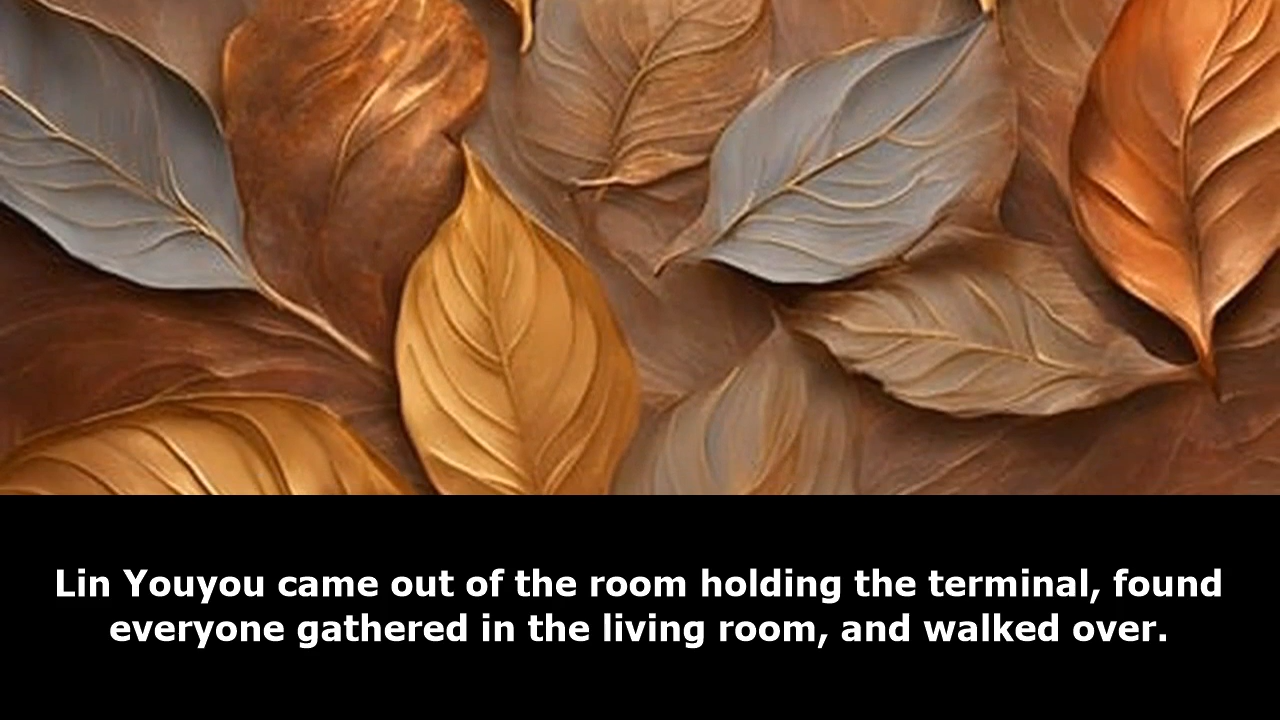 Lin Youyou came out of the room holding the terminal, found
everyone gathered in the living room, and walked over.